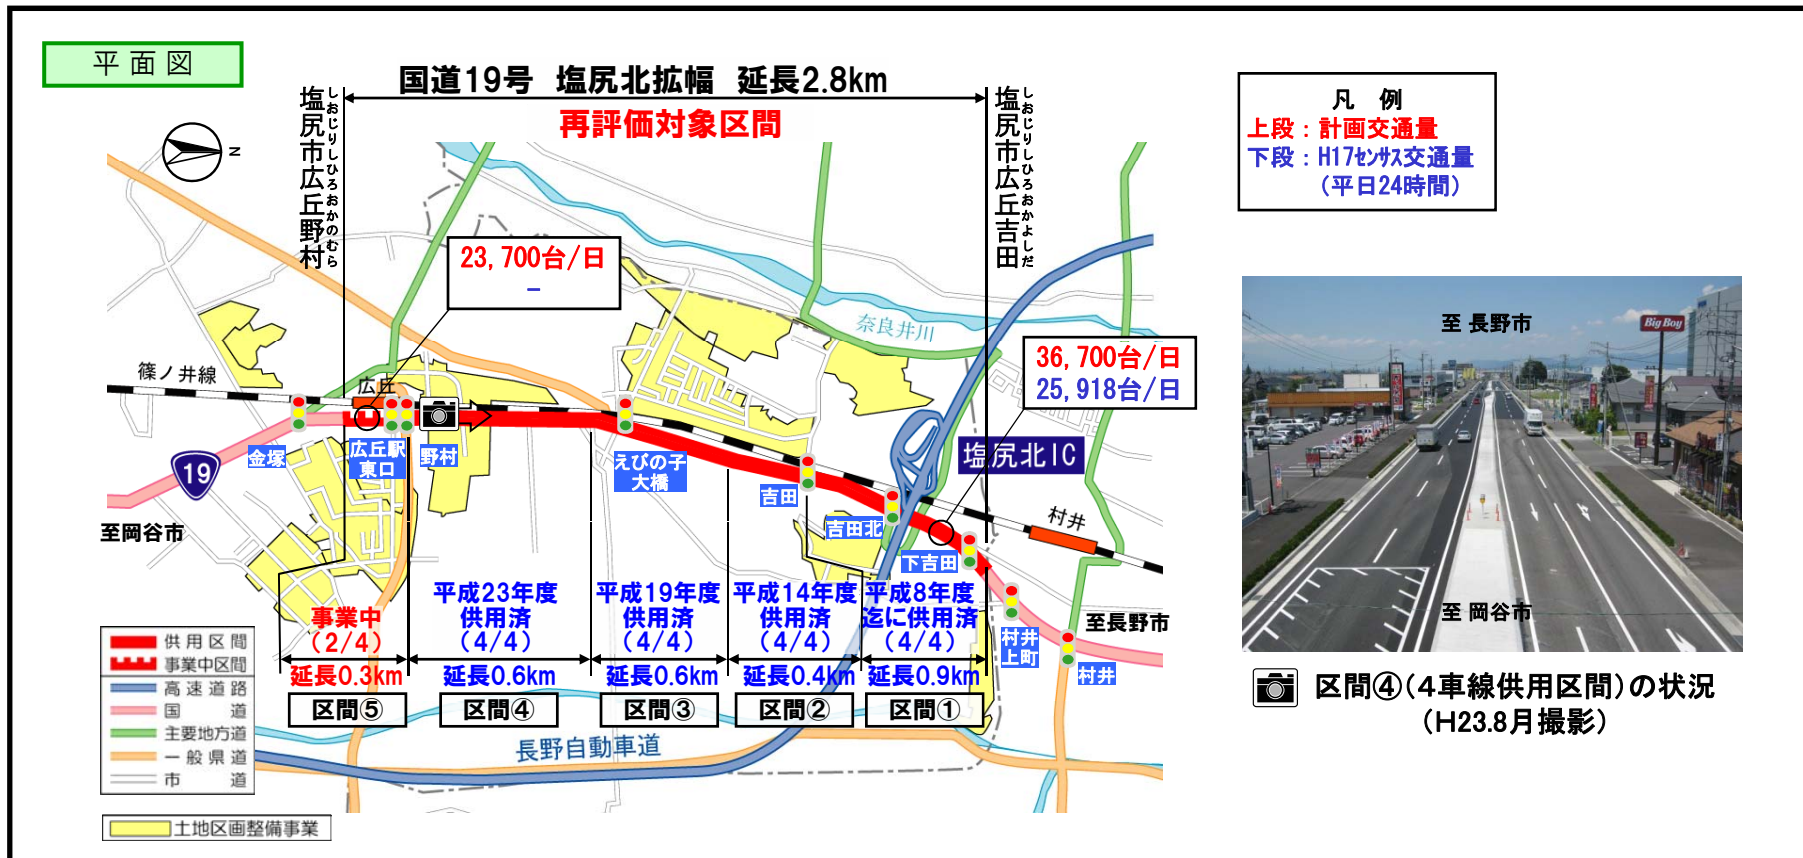 平面図
国道19号 塩尻北拡幅 延長2.8km
再評価対象区間
塩尻市広丘野村
しおじりしひろおかのむら
塩尻市広丘吉田
しおじりしひろおかよしだ
凡 例
上段：計画交通量
下段：H17センサス交通量
（平日24時間）
N
23,700台/日
－
奈良井川
36,700台/日
25,918台/日
篠ノ井線
広丘
金塚
広丘駅
東口
野村
えびの子
大橋
吉田
吉田北
下吉田
塩尻北IC
村井
19
至岡谷市
至長野市
村井
上町
村井
事業中
(2/4)
延長0.3km
区間⑤
平成23年度
供用済
(4/4)
延長0.6km
区間④
平成19年度
供用済
(4/4)
延長0.6km
区間③
平成14年度
供用済
(4/4)
延長0.4km
区間②
平成8年度
迄に供用済
(4/4)
延長0.9km
区間①
長野自動車道
供用区間
事業中区間
高速道路
国道
主要地方道
一般県道
市道
土地区画整備事業
至 長野市
Big Boy
至 岡谷市
区間④(4車線供用区間)の状況
(H23.8月撮影)